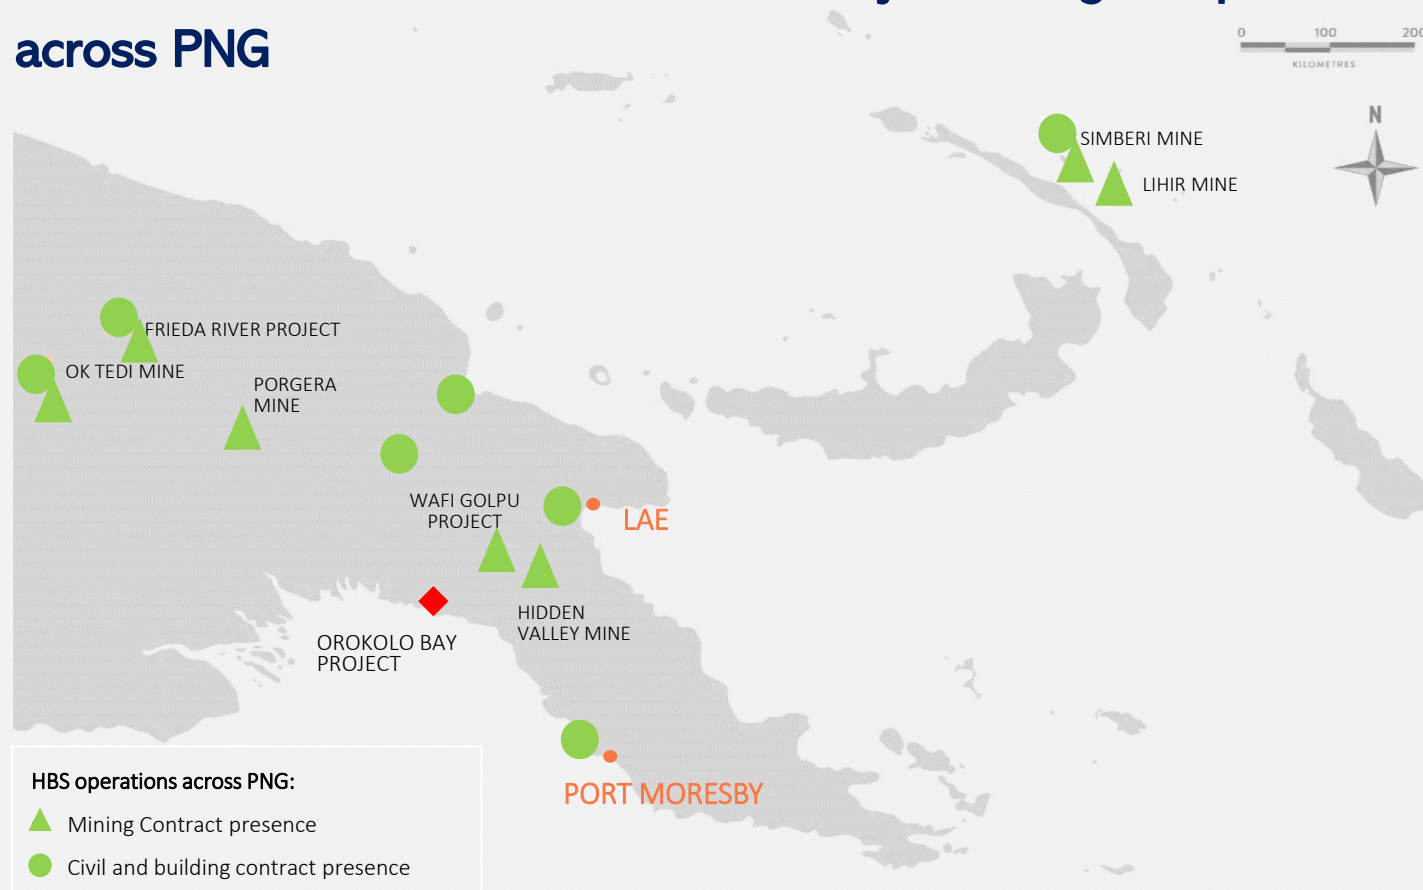 across PNG
0 100 200
KILOMETRES
N
SIMBERI MINE
LIHIR MINE
FRIEDA RIVER PROJECT
OK TEDI MINE
PORGERA
MINE
WAFI GOLPU
PROJECT
LAE
HIDDEN
VALLEY MINE
OROKOLO BAY
PROJECT
PORT MORESBY
HBS operations across PNG:
Mining Contract presence
Civil and building contract presence